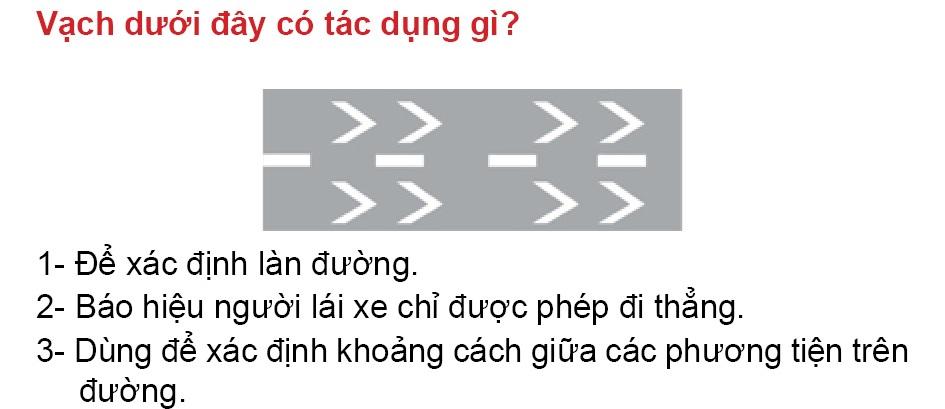 Vạch dưới đây có tác dụng gì?
1- Để xác định làn đường.
2- Báo hiệu người lái xe chỉ được phép đi thẳng.
3- Dùng để xác định khoảng cách giữa các phương tiện trên
đường.